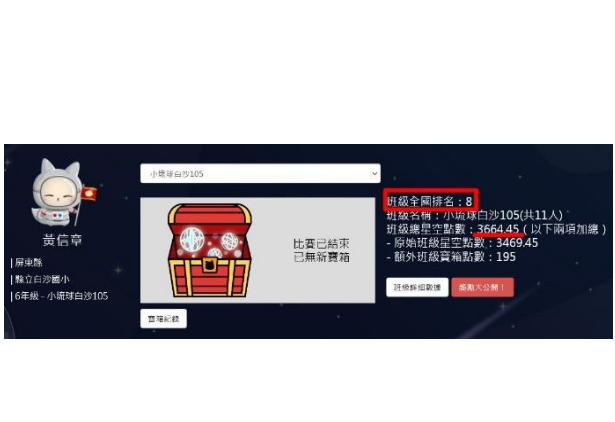 小琉球白沙105
黃信章
|屏東縣
|縣立白沙國小
|6年級 - 小琉球白沙105
比賽已結束
已無新寶箱
寶箱紀錄
班級全國排名：8
班級名稱：小琉球白沙105(共11人)
班級總星空點數：3664.45 ( 以下兩項加總 )
- 原始班級星空點數：3469.45
- 額外班級寶箱點數：195
班級詳細數據
獎勵大公開！